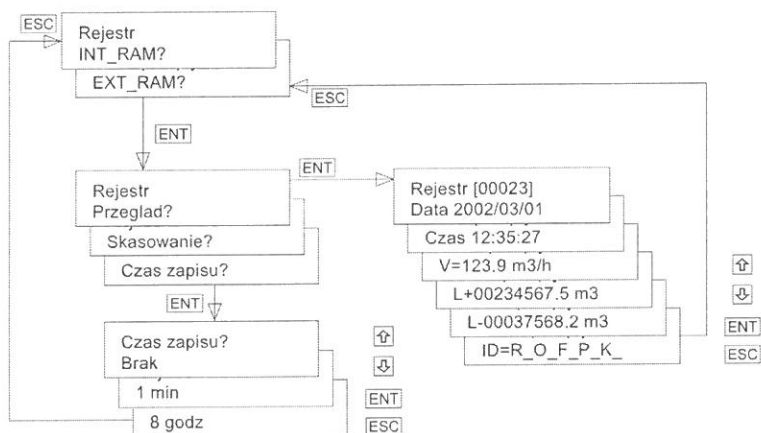 ESC
Rejestr
INT_RAM?
EXT_RAM?
ESC
ENT
ENT
Rejestr
Przeglad?
Skasowanie?
Czas zapisu?
Rejestr [00023]
Data 2002/03/01
Czas 12:35:27
V=123.9 m3/h
L+00234567.5 m3
L-00037568.2 m3
ID=R_O_F_P_K_
⇧
⇩
ENT
ESC
ENT
Czas zapisu?
Brak
1 min
8 godz
⇧
⇩
ENT
ESC